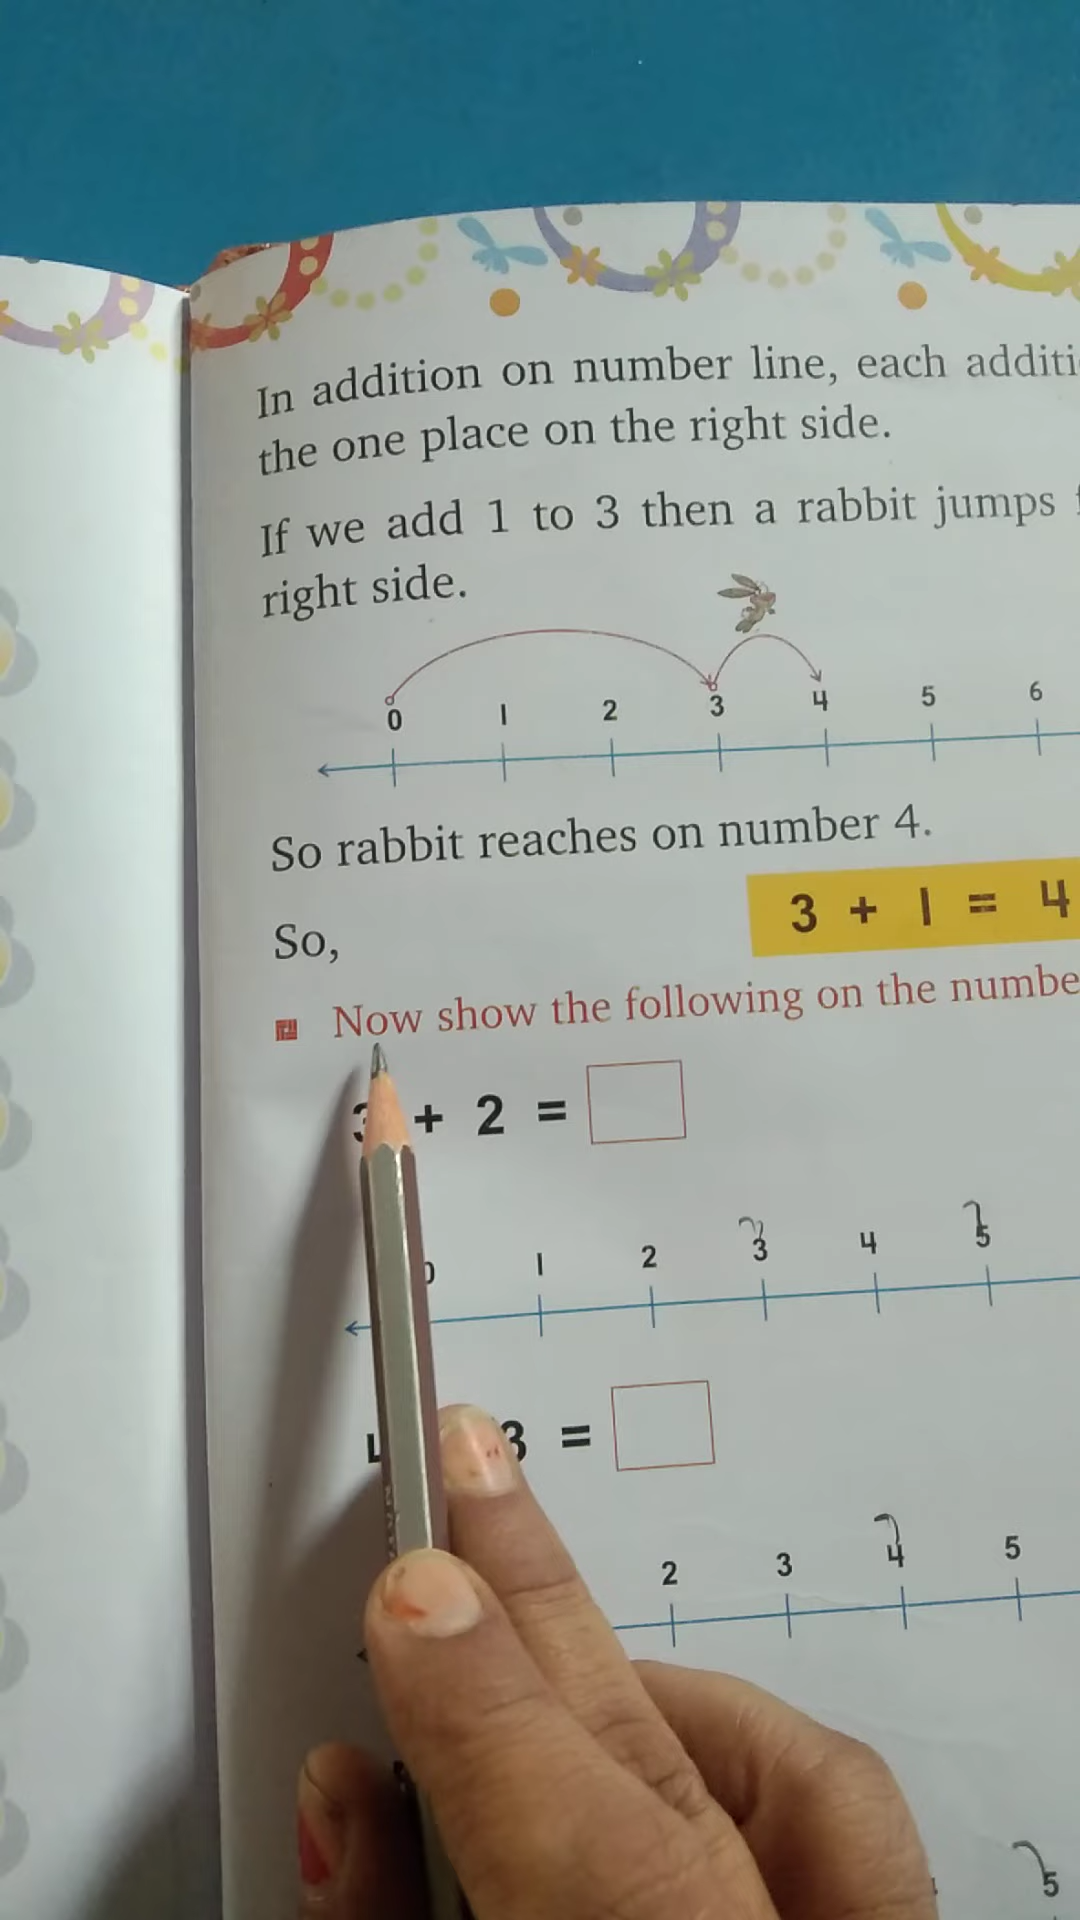 In addition on number line, each additi
the one place on the right side.
If we add 1 to 3 then a rabbit jumps
right side.
0 1 2 3 4 5 6
So rabbit reaches on number 4.
3 + 1 = 4
So,
Now show the following on the numbe
3 + 2 =
0 1 2 3 4 5
3 =
2 3 4 5
5